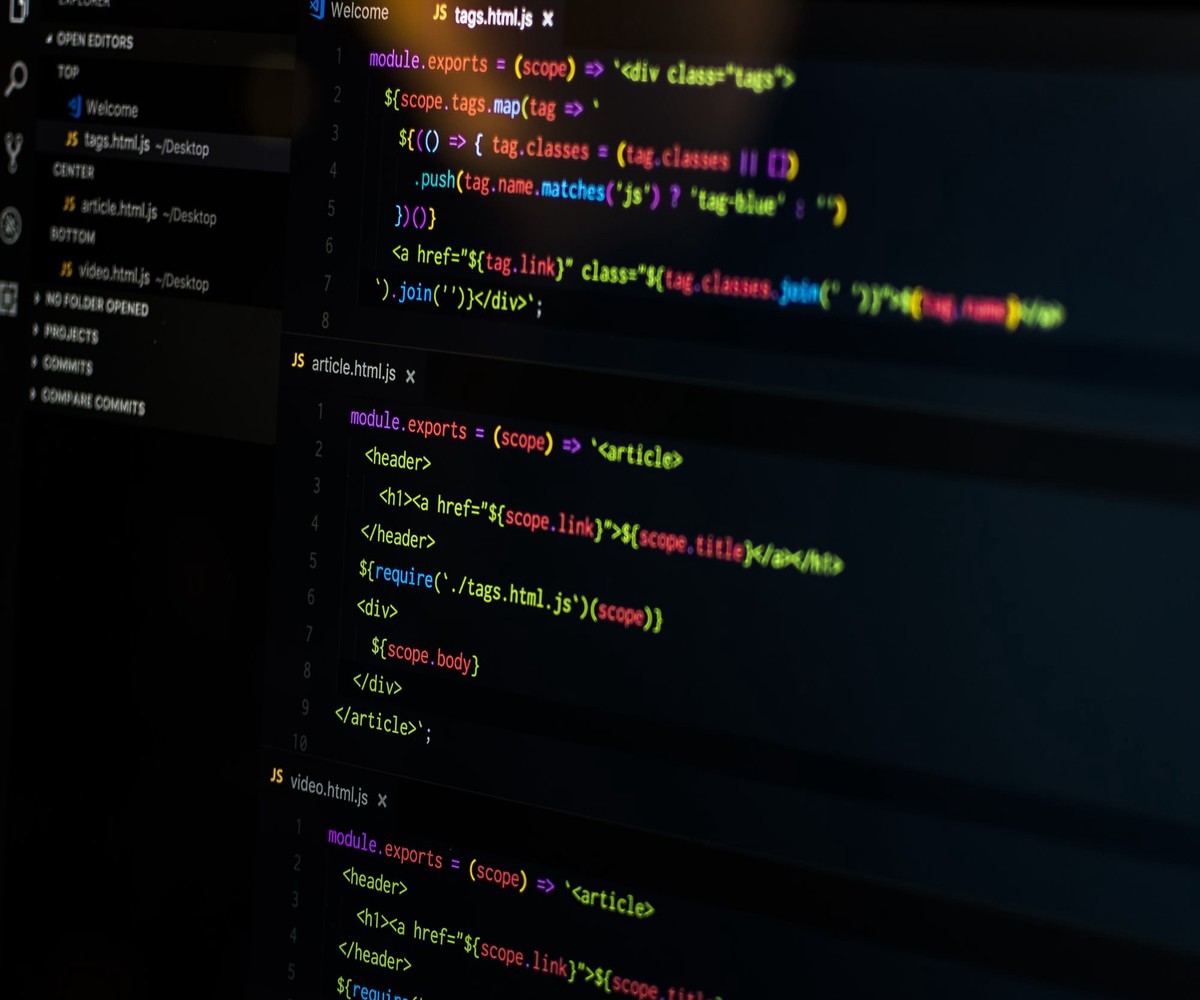 EXPLORER
OPEN EDITORS
TOP
Welcome
JS tags.html.js ~/Desktop
CENTER
JS article.html.js ~/Desktop
BOTTOM
JS video.html.js ~/Desktop
NO FOLDER OPENED
PROJECTS
COMMITS
COMPARE COMMITS
Welcome JS tags.html.js ×
1 module.exports = (scope) => `<div class="tags">
2 ${scope.tags.map(tag => `
3 ${(() => { tag.classes = (tag.classes || [])
4 .push(tag.name.matches('js') ? 'tag-blue' : '')
5 })()}
6 <a href="${tag.link}" class="${tag.classes.join(' ')}">${tag.name}</a>
7 `).join('')}</div>`;
8
JS article.html.js ×
1 module.exports = (scope) => `<article>
2 <header>
3 <h1><a href="${scope.link}">${scope.title}</a></h1>
4 </header>
5 ${require(`./tags.html.js`)(scope)}
6 <div>
7 ${scope.body}
8 </div>
9 </article>`;
10
JS video.html.js ×
1 module.exports = (scope) => `<article>
2 <header>
3 <h1><a href="${scope.link}">${scope.title
4 </header>
5 ${require(